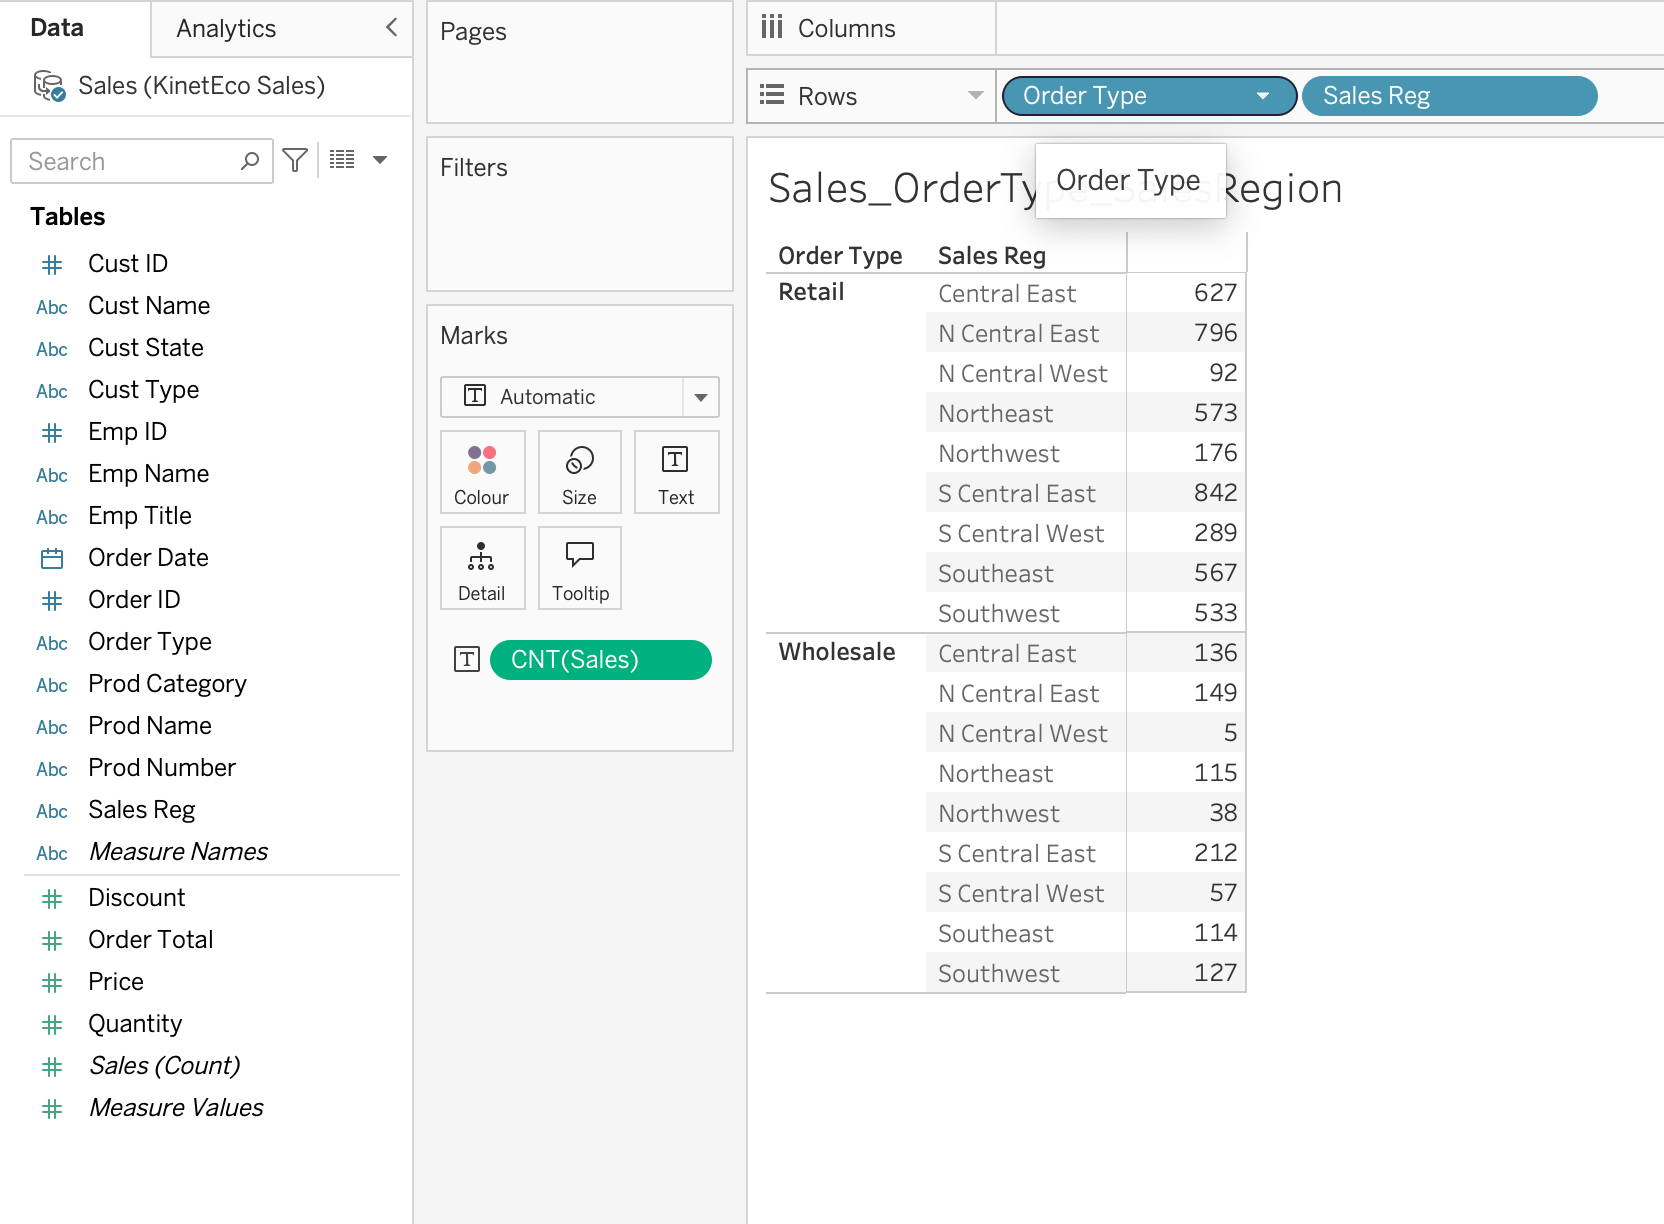 Data
Analytics
Sales (KinetEco Sales)
Search
Tables
Cust ID
Abc Cust Name
Abc Cust State
Abc Cust Type
Emp ID
Abc Emp Name
Abc Emp Title
Order Date
Order ID
Abc Order Type
Abc Prod Category
Abc Prod Name
Abc Prod Number
Abc Sales Reg
Abc Measure Names
Discount
Order Total
Price
Quantity
Sales (Count)
Measure Values
Pages
Filters
Marks
T Automatic
Colour
Size
T Text
Detail
Tooltip
T CNT(Sales)
Columns
Rows
Order Type
Sales Reg
Order Type
Sales_OrderType_SalesRegion
Order Type Sales Reg
Retail Central East 627
N Central East 796
N Central West 92
Northeast 573
Northwest 176
S Central East 842
S Central West 289
Southeast 567
Southwest 533
Wholesale Central East 136
N Central East 149
N Central West 5
Northeast 115
Northwest 38
S Central East 212
S Central West 57
Southeast 114
Southwest 127